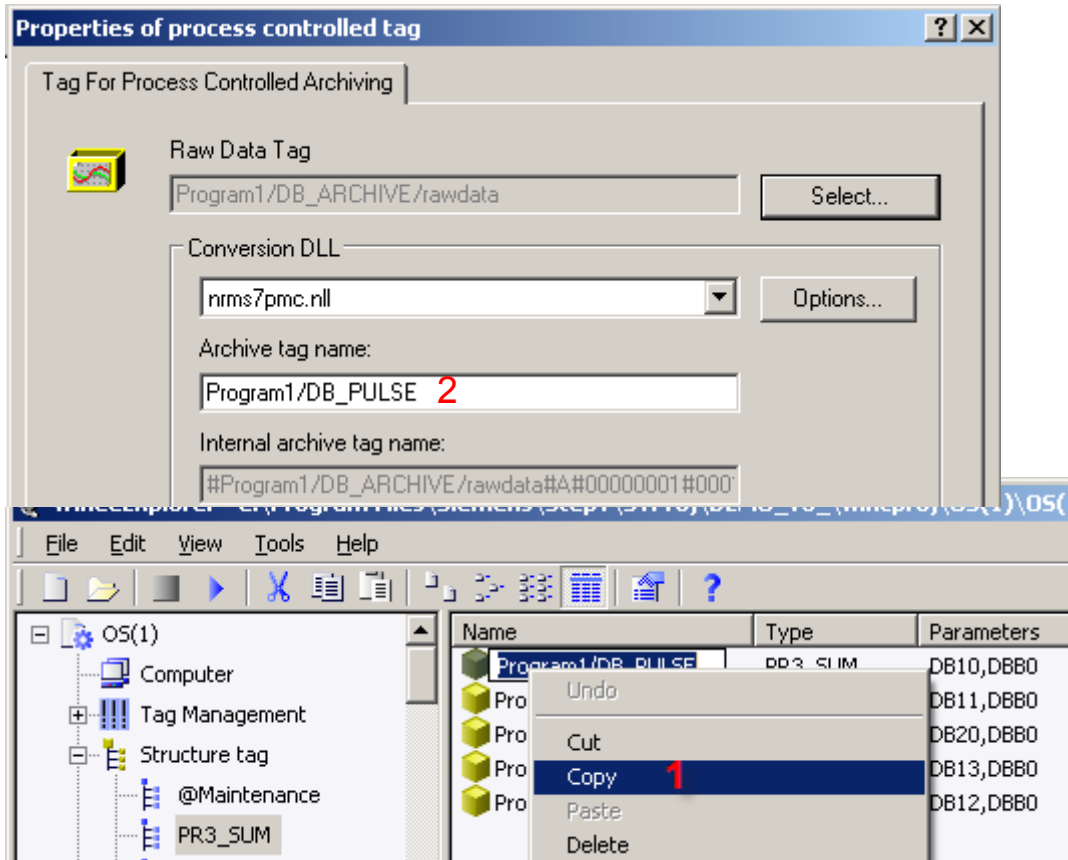 Properties of process controlled tag
Tag For Process Controlled Archiving
Raw Data Tag
Program1/DB_ARCHIVE/rawdata
Select...
Conversion DLL
nrms7pmc.nll
Options...
Archive tag name:
Program1/DB_PULSE 2
Internal archive tag name:
#Program1/DB_ARCHIVE/rawdata#A#00000001#000
File Edit View Tools Help
OS(1)
Computer
Tag Management
Structure tag
@Maintenance
PR3_SUM
Name Type Parameters
Program1/DB_PULSE PR3_SUM DB10,DBB0
Pro DB11,DBB0
Pro DB20,DBB0
Pro DB13,DBB0
Pro DB12,DBB0
Undo
Cut
Copy 1
Paste
Delete